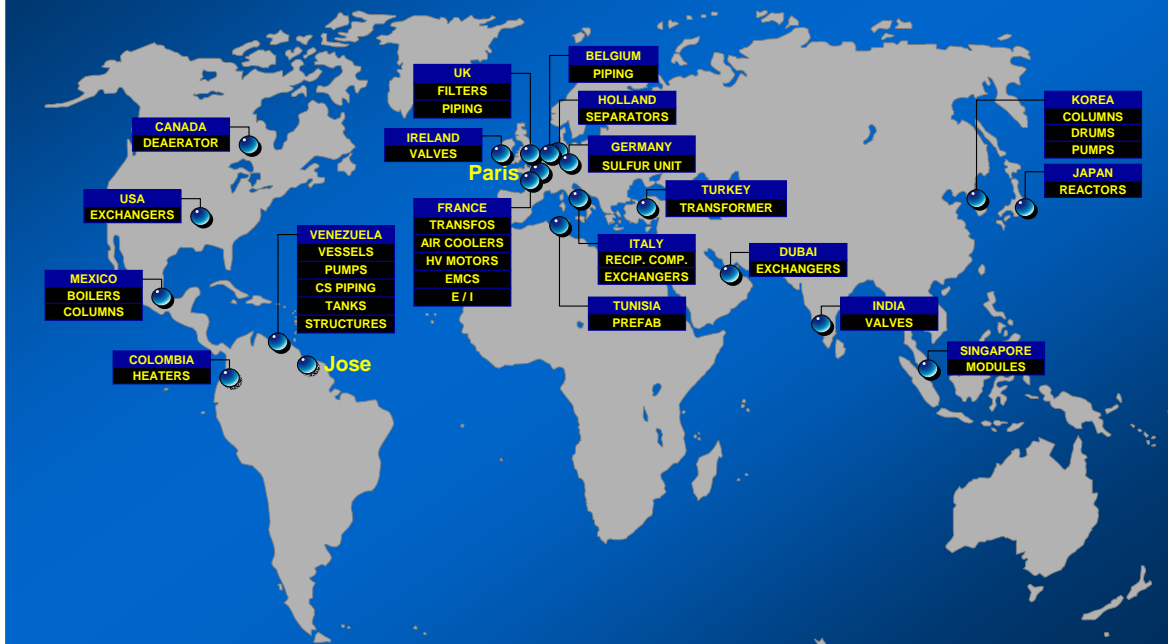 CANADA
DEAERATOR
USA
EXCHANGERS
MEXICO
BOILERS
COLUMNS
COLOMBIA
HEATERS
VENEZUELA
VESSELS
PUMPS
CS PIPING
TANKS
STRUCTURES
Jose
UK
FILTERS
PIPING
IRELAND
VALVES
Paris
FRANCE
TRANSFOS
AIR COOLERS
HV MOTORS
EMCS
E / I
BELGIUM
PIPING
HOLLAND
SEPARATORS
GERMANY
SULFUR UNIT
TURKEY
TRANSFORMER
ITALY
RECIP. COMP.
EXCHANGERS
TUNISIA
PREFAB
DUBAI
EXCHANGERS
INDIA
VALVES
SINGAPORE
MODULES
KOREA
COLUMNS
DRUMS
PUMPS
JAPAN
REACTORS